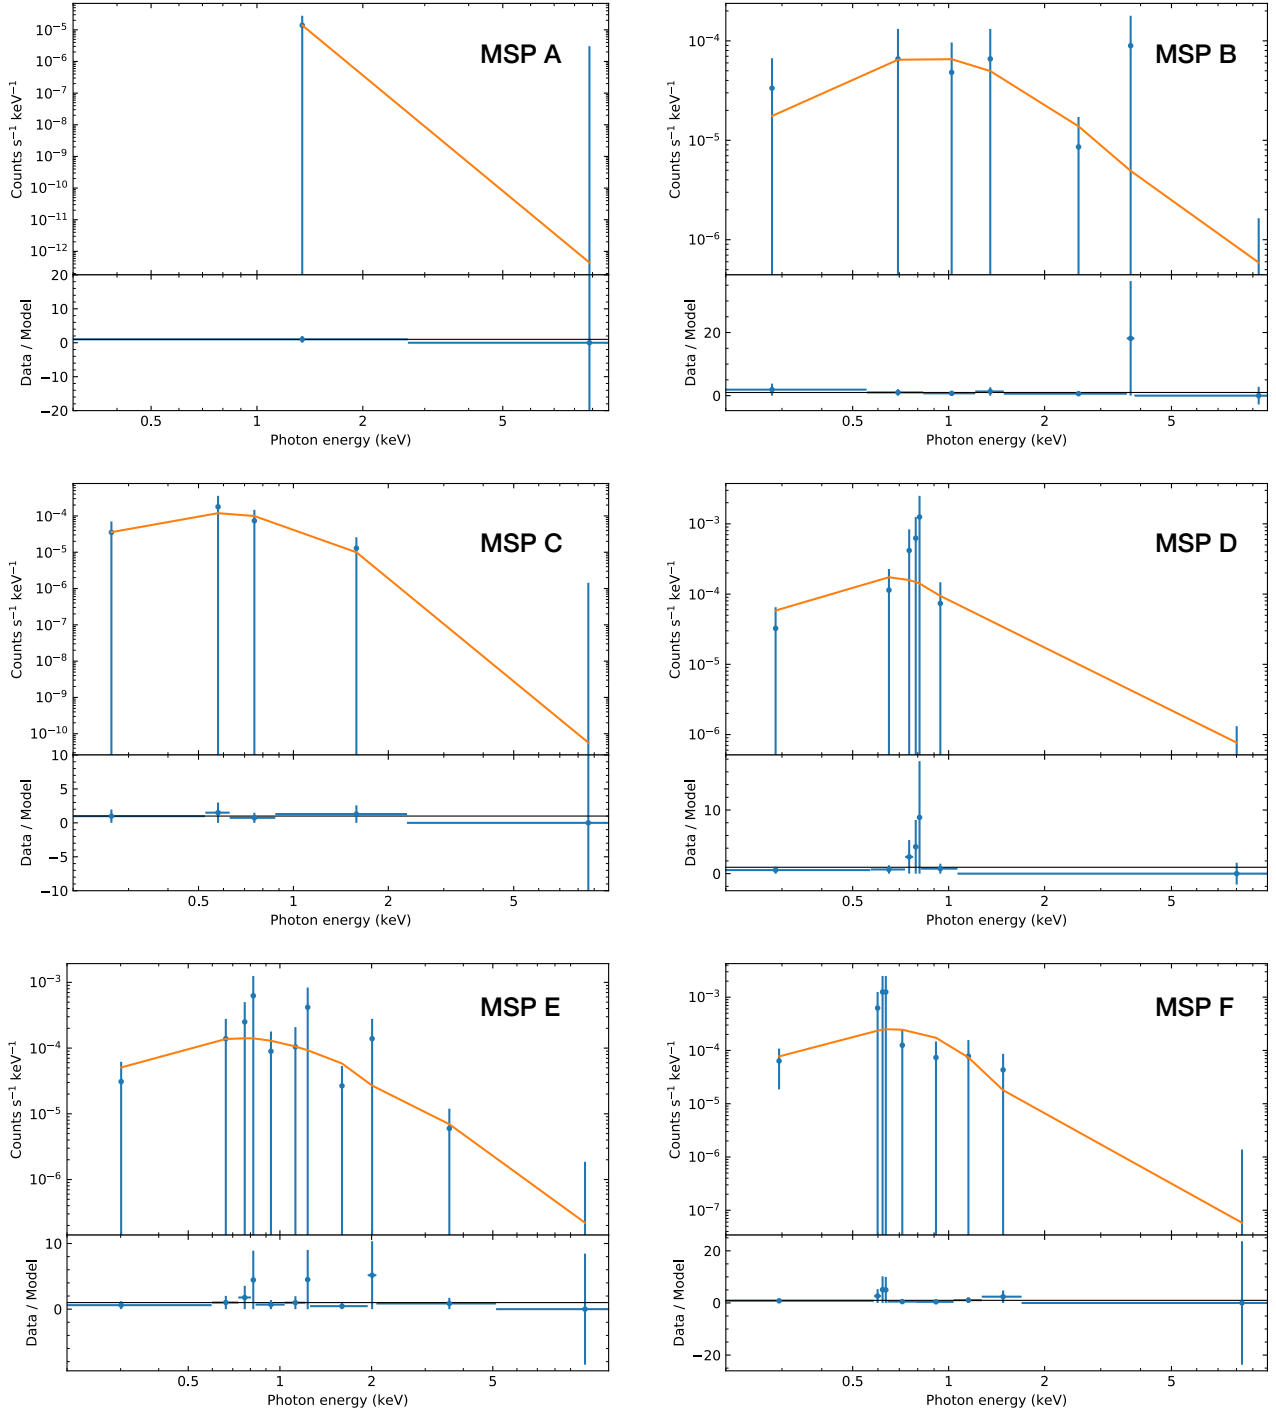 MSP A
Counts s⁻¹ keV⁻¹
10⁻⁵
10⁻⁶
10⁻⁷
10⁻⁸
10⁻⁹
10⁻¹⁰
10⁻¹¹
10⁻¹²
Data / Model
20
10
0
−10
−20
0.5 1 2 5
Photon energy (keV)
MSP B
Counts s⁻¹ keV⁻¹
10⁻⁴
10⁻⁵
10⁻⁶
Data / Model
20
0
0.5 1 2 5
Photon energy (keV)
MSP C
Counts s⁻¹ keV⁻¹
10⁻⁴
10⁻⁵
10⁻⁶
10⁻⁷
10⁻⁸
10⁻⁹
10⁻¹⁰
Data / Model
10
5
0
−5
−10
0.5 1 2 5
Photon energy (keV)
MSP D
Counts s⁻¹ keV⁻¹
10⁻³
10⁻⁴
10⁻⁵
10⁻⁶
Data / Model
10
0
0.5 1 2 5
Photon energy (keV)
MSP E
Counts s⁻¹ keV⁻¹
10⁻³
10⁻⁴
10⁻⁵
10⁻⁶
Data / Model
10
0
0.5 1 2 5
Photon energy (keV)
MSP F
Counts s⁻¹ keV⁻¹
10⁻³
10⁻⁴
10⁻⁵
10⁻⁶
10⁻⁷
Data / Model
20
0
−20
0.5 1 2 5
Photon energy (keV)